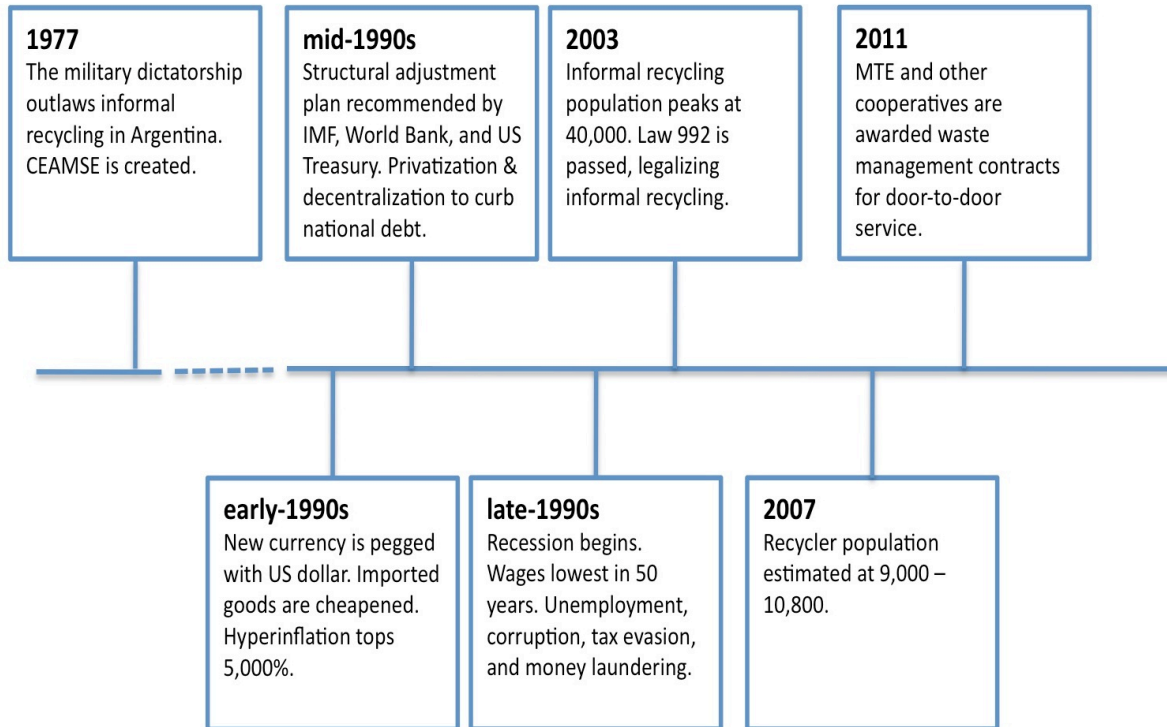 1977
The military dictatorship
outlaws informal
recycling in Argentina.
CEAMSE is created.
mid-1990s
Structural adjustment
plan recommended by
IMF, World Bank, and US
Treasury. Privatization &
decentralization to curb
national debt.
2003
Informal recycling
population peaks at
40,000. Law 992 is
passed, legalizing
informal recycling.
2011
MTE and other
cooperatives are
awarded waste
management contracts
for door-to-door
service.
early-1990s
New currency is pegged
with US dollar. Imported
goods are cheapened.
Hyperinflation tops
5,000%.
late-1990s
Recession begins.
Wages lowest in 50
years. Unemployment,
corruption, tax evasion,
and money laundering.
2007
Recycler population
estimated at 9,000 –
10,800.